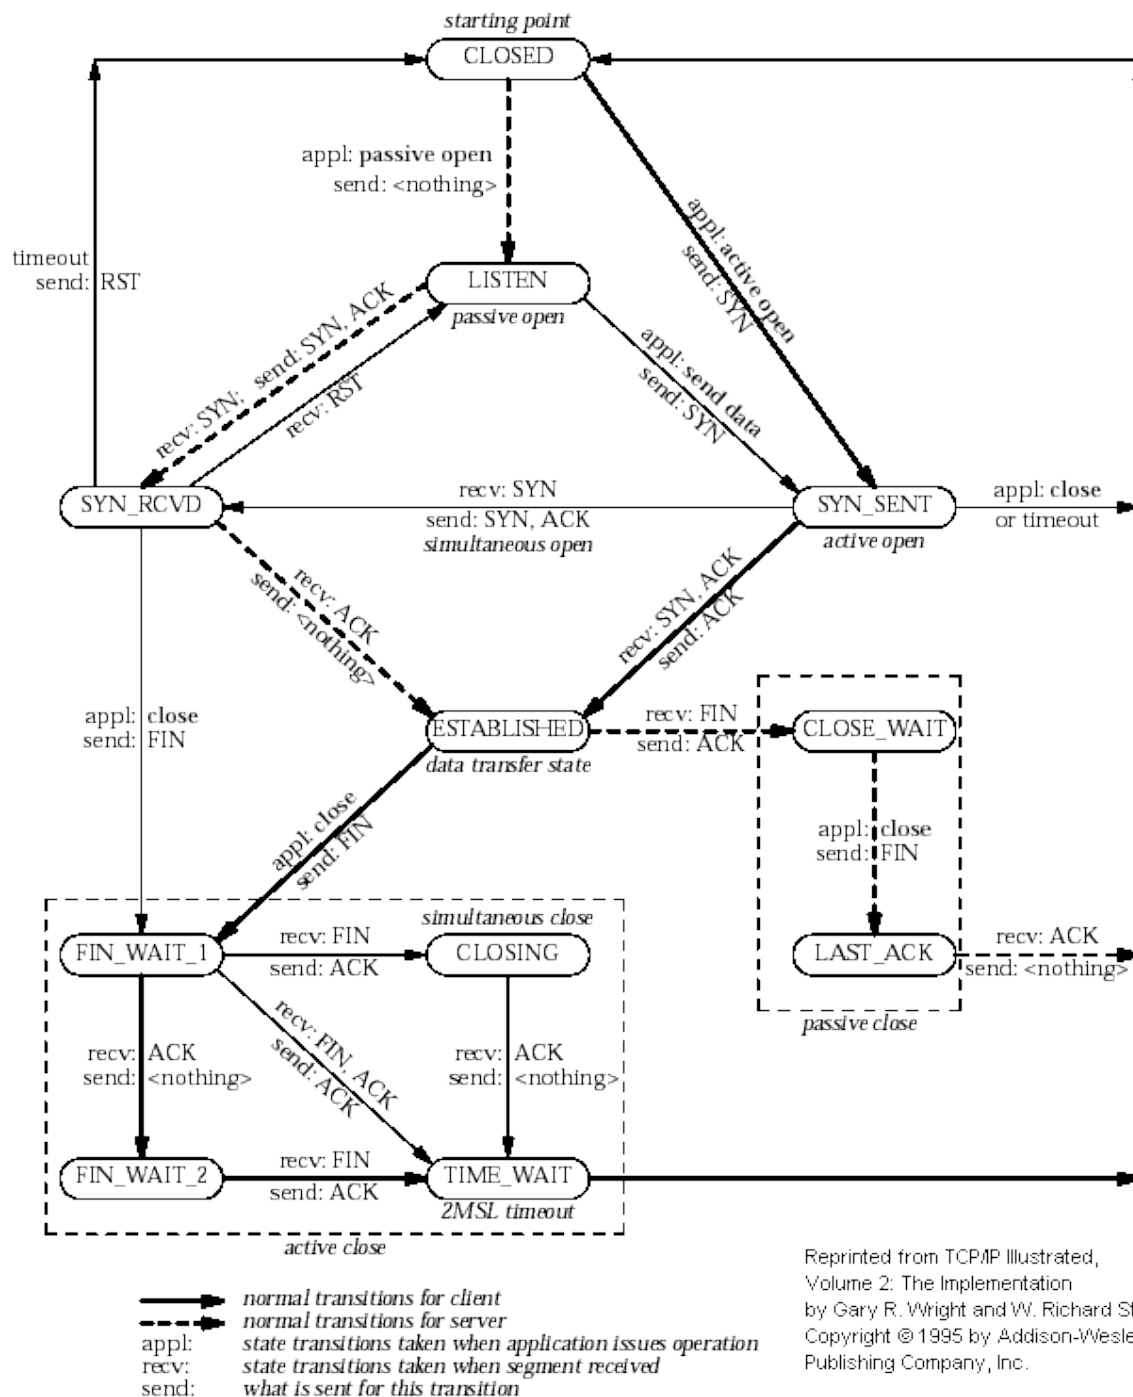 starting point
CLOSED
appl: passive open
send: <nothing>
appl: active open
send: SYN
timeout
send: RST
LISTEN
passive open
recv: SYN; send: SYN, ACK
recv: RST
appl: send data
send: SYN
SYN_RCVD
recv: SYN
send: SYN, ACK
simultaneous open
SYN_SENT
active open
appl: close
or timeout
recv: ACK
send: <nothing>
recv: SYN, ACK
send: ACK
appl: close
send: FIN
ESTABLISHED
data transfer state
recv: FIN
send: ACK
CLOSE_WAIT
appl: close
send: FIN
appl: close
send: FIN
LAST_ACK
recv: ACK
send: <nothing>
passive close
simultaneous close
FIN_WAIT_1
recv: FIN
send: ACK
CLOSING
recv: ACK
send: <nothing>
recv: FIN, ACK
send: ACK
recv: ACK
send: <nothing>
FIN_WAIT_2
recv: FIN
send: ACK
TIME_WAIT
2MSL timeout
active close
normal transitions for client
normal transitions for server
appl: state transitions taken when application issues operation
recv: state transitions taken when segment received
send: what is sent for this transition
Reprinted from TCP/IP Illustrated,
Volume 2: The Implementation
by Gary R. Wright and W. Richard St
Copyright © 1995 by Addison-Wesle
Publishing Company, Inc.